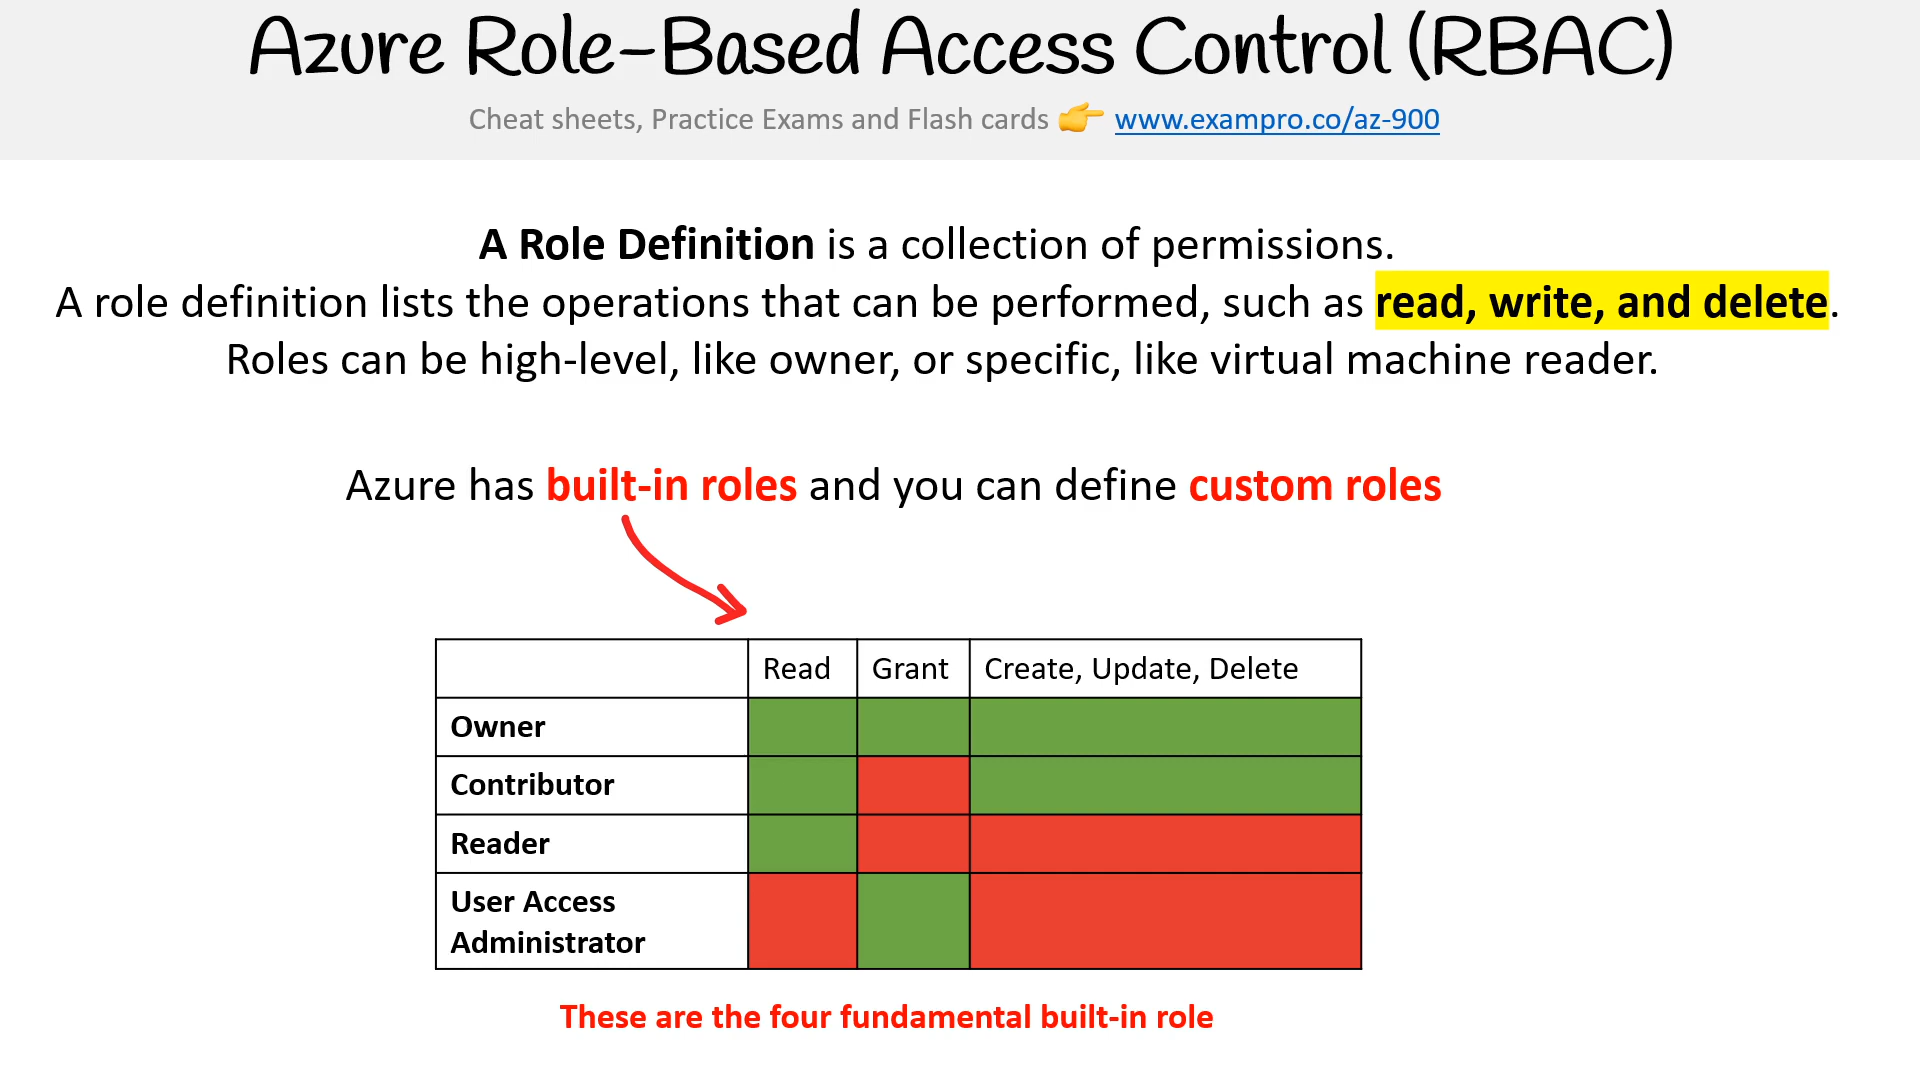 Azure Role-Based Access Control (RBAC)
Cheat sheets, Practice Exams and Flash cards 👉 www.exampro.co/az-900
A Role Definition is a collection of permissions.
A role definition lists the operations that can be performed, such as read, write, and delete.
Roles can be high-level, like owner, or specific, like virtual machine reader.
Azure has built-in roles and you can define custom roles
Read Grant Create, Update, Delete
Owner
Contributor
Reader
User Access
Administrator
These are the four fundamental built-in role